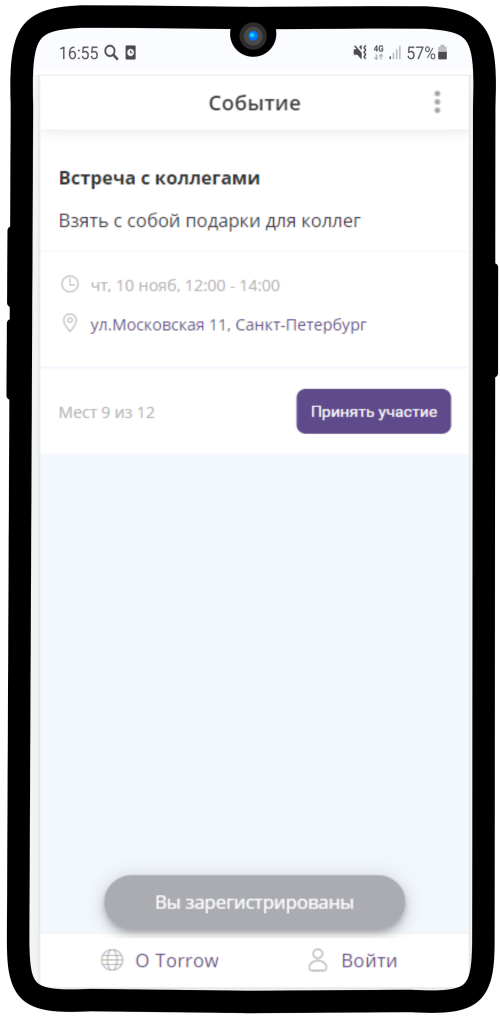 16:55
4G
57%
Событие
Встреча с коллегами
Взять с собой подарки для коллег
чт, 10 нояб, 12:00 - 14:00
ул.Московская 11, Санкт-Петербург
Мест 9 из 12
Принять участие
Вы зарегистрированы
О Torrow
Войти